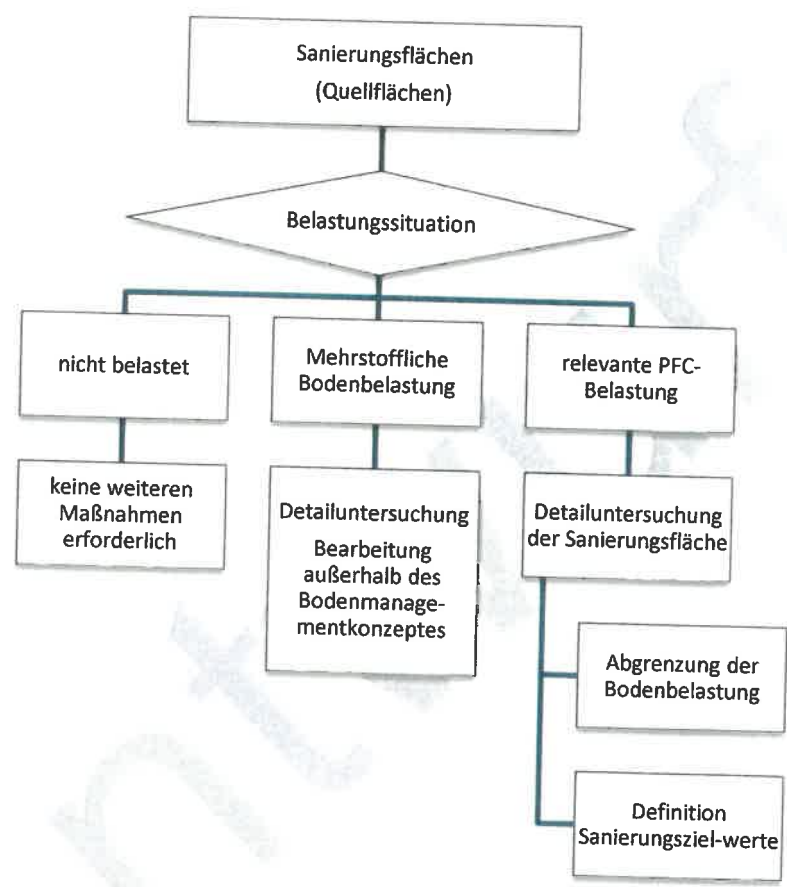 Sanierungsflächen
(Quellflächen)
Belastungssituation
nicht belastet
Mehrstoffliche
Bodenbelastung
relevante PFC-
Belastung
keine weiteren
Maßnahmen
erforderlich
Detailuntersuchung
Bearbeitung
außerhalb des
Bodenmanage-
mentkonzeptes
Detailuntersuchung
der Sanierungsfläche
Abgrenzung der
Bodenbelastung
Definition
Sanierungsziel-werte